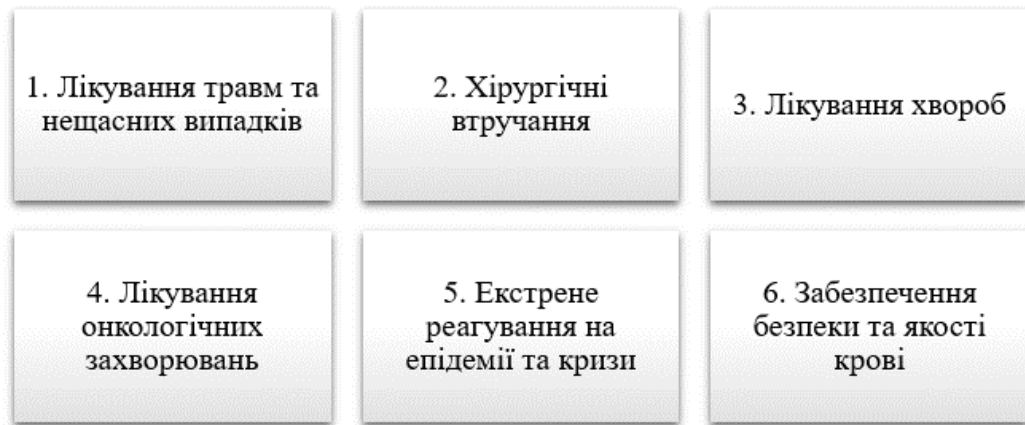 1. Лікування травм та
нещасних випадків
2. Хірургічні
втручання
3. Лікування хвороб
4. Лікування
онкологічних
захворювань
5. Екстрене
реагування на
епідемії та кризи
6. Забезпечення
безпеки та якості
крові